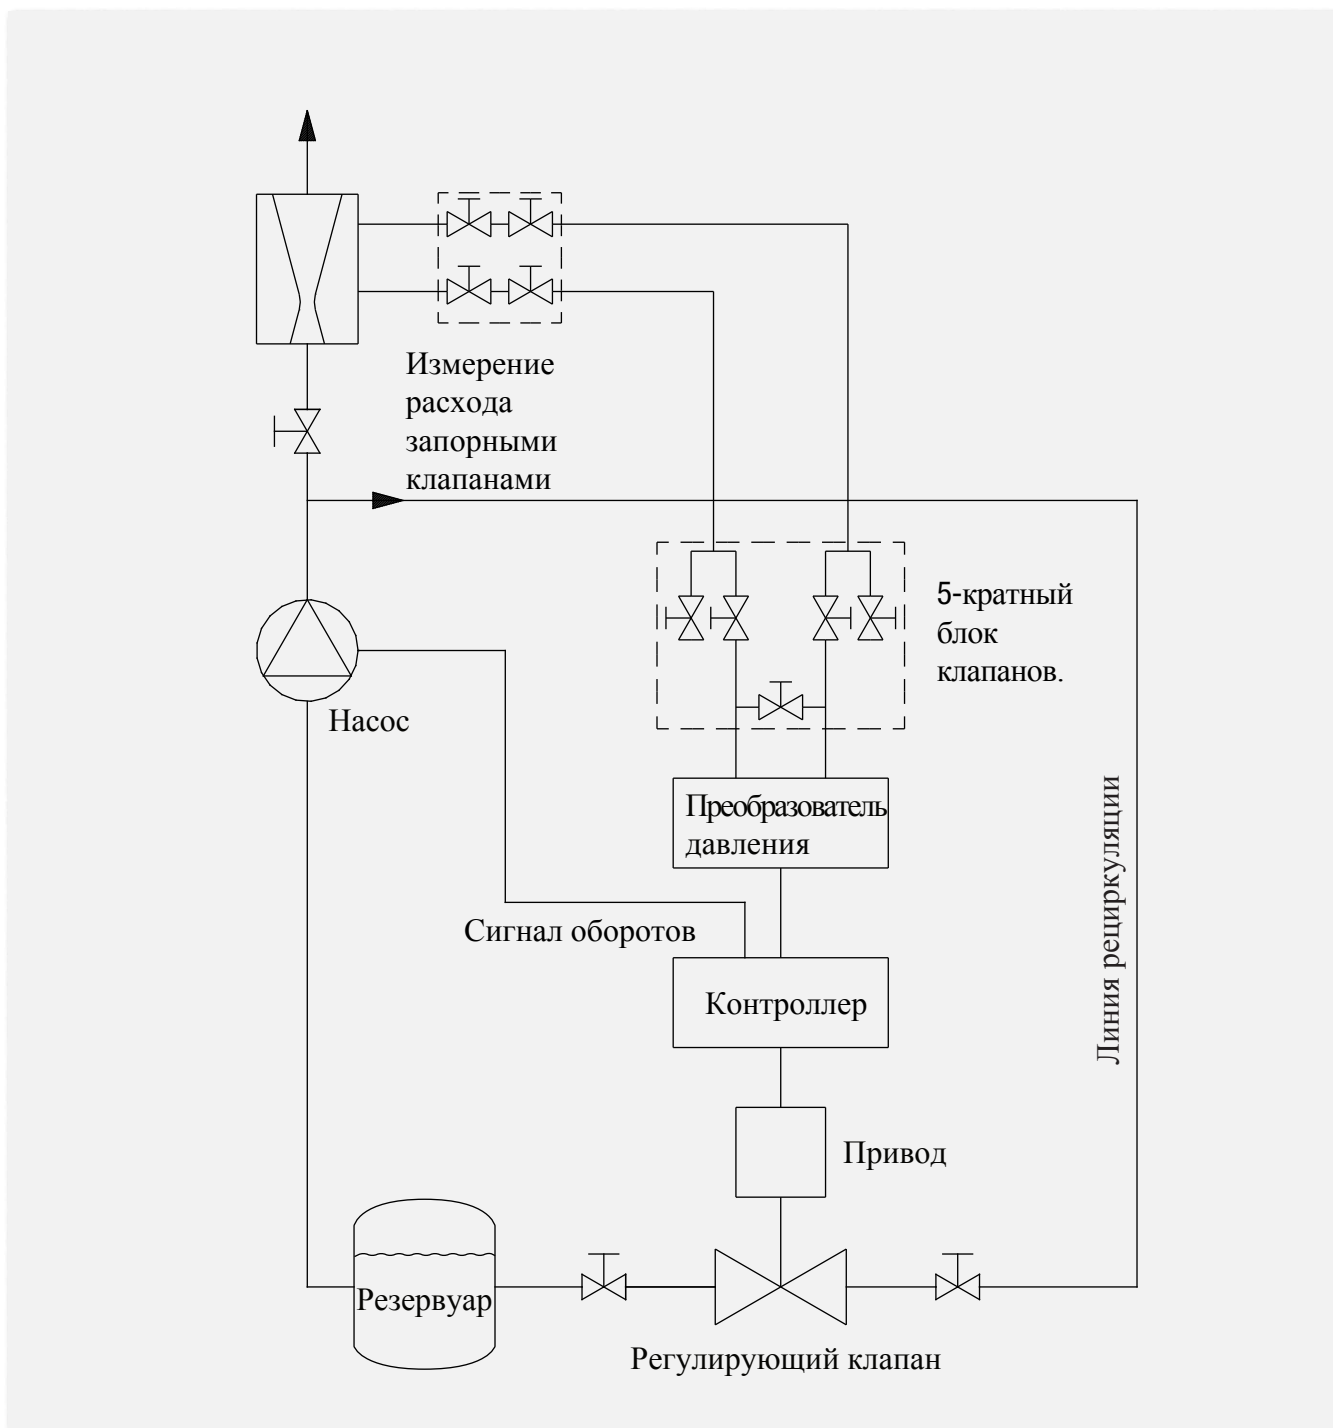 Измерение
расхода
запорными
клапанами
5-кратный
блок
клапанов.
Насос
Преобразователь
давления
Линия рециркуляции
Сигнал оборотов
Контроллер
Привод
Резервуар
Регулирующий клапан